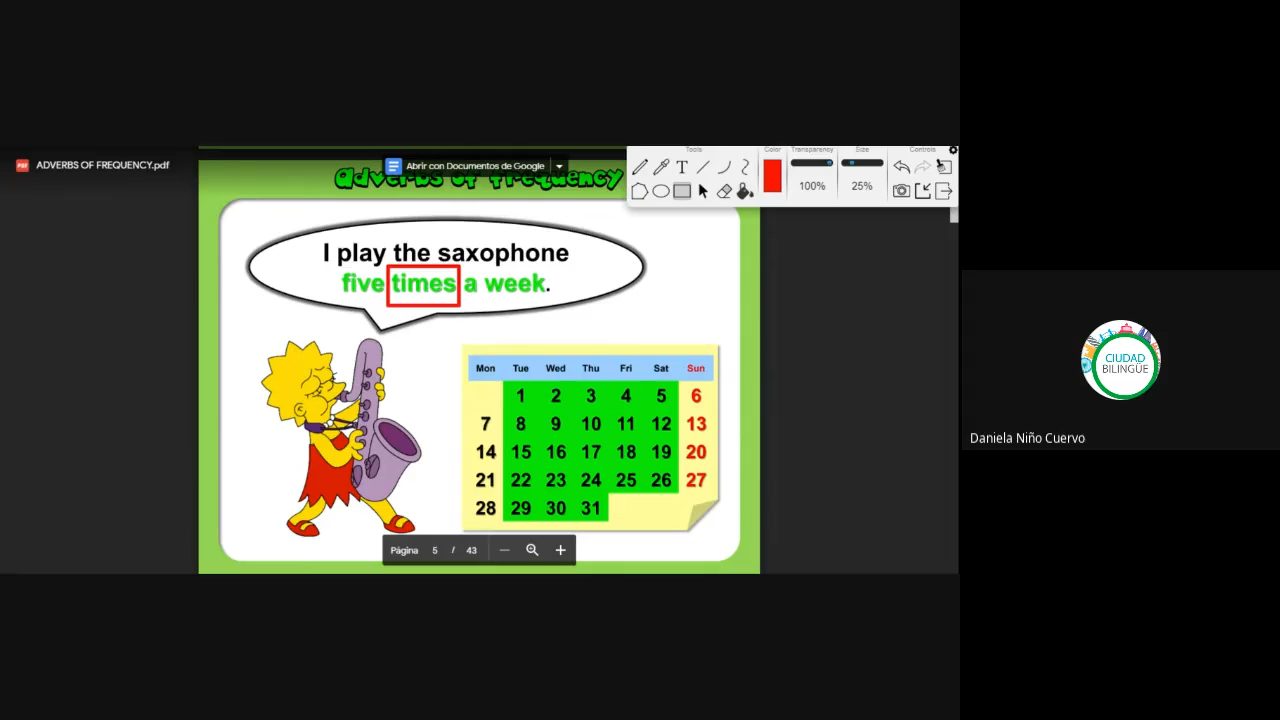 ADVERBS OF FREQUENCY.pdf
Abrir con Documentos de Google
adverbs of frequency
Tools
Color
Transparency
Size
Controls
100%
25%
I play the saxophone
five times a week.
Mon Tue Wed Thu Fri Sat Sun
1 2 3 4 5 6
7 8 9 10 11 12 13
14 15 16 17 18 19 20
21 22 23 24 25 26 27
28 29 30 31
Página 5 / 43
CIUDAD
BILINGÜE
Daniela Niño Cuervo